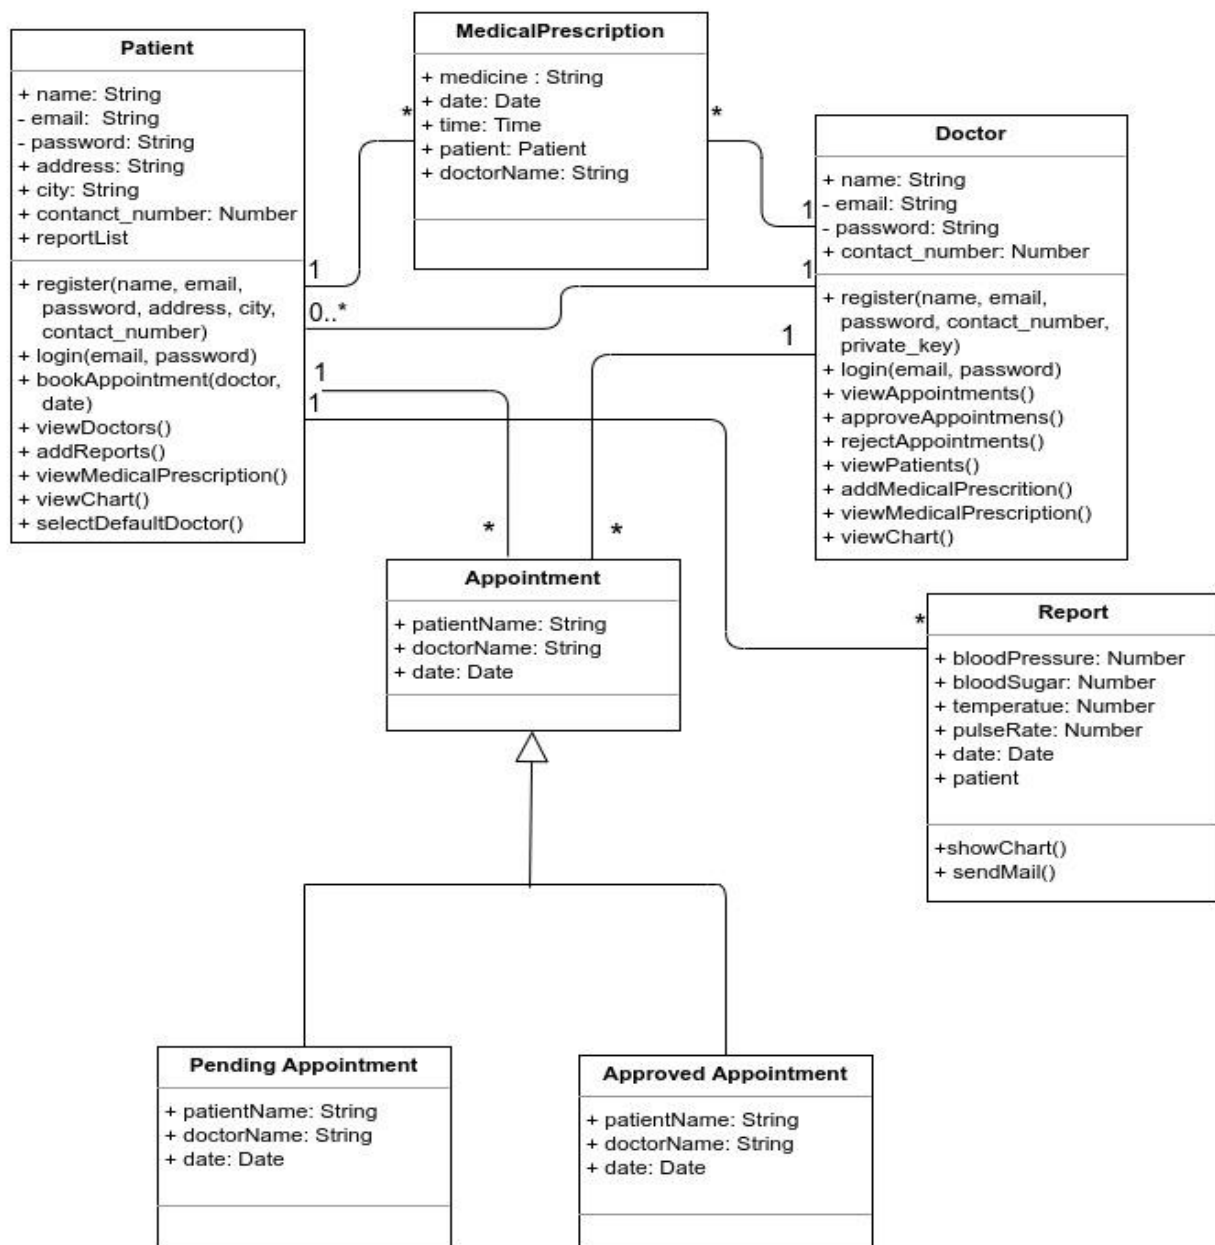 Patient
+ name: String
- email:  String
- password: String
+ address: String
+ city: String
+ contanct_number: Number
+ reportList
+ register(name, email,
password, address, city,
contact_number)
+ login(email, password)
+ bookAppointment(doctor,
date)
+ viewDoctors()
+ addReports()
+ viewMedicalPrescription()
+ viewChart()
+ selectDefaultDoctor()
MedicalPrescription
+ medicine : String
+ date: Date
+ time: Time
+ patient: Patient
+ doctorName: String
*
*
1
0..*
1
1
1
1
1
Doctor
+ name: String
- email: String
- password: String
+ contact_number: Number
+ register(name, email,
password, contact_number,
private_key)
+ login(email, password)
+ viewAppointments()
+ approveAppointmens()
+ rejectAppointments()
+ viewPatients()
+ addMedicalPrescrition()
+ viewMedicalPrescription()
+ viewChart()
*
*
Appointment
+ patientName: String
+ doctorName: String
+ date: Date
*
Report
+ bloodPressure: Number
+ bloodSugar: Number
+ temperatue: Number
+ pulseRate: Number
+ date: Date
+ patient
+showChart()
+ sendMail()
Pending Appointment
+ patientName: String
+ doctorName: String
+ date: Date
Approved Appointment
+ patientName: String
+ doctorName: String
+ date: Date